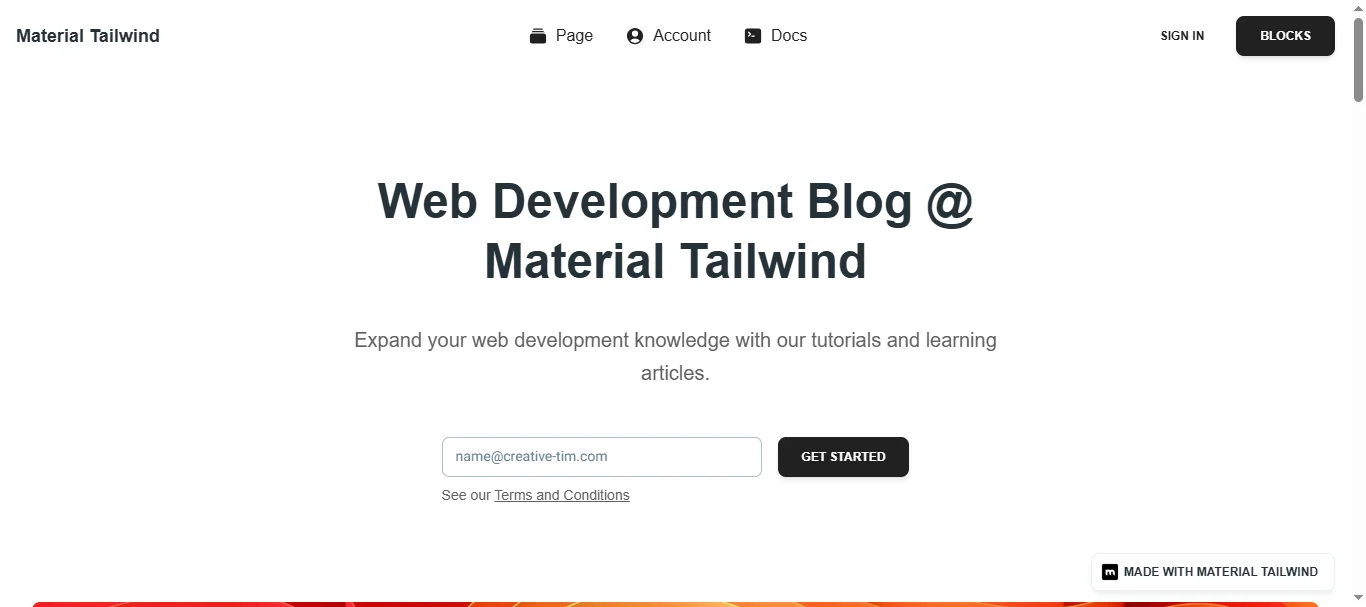 Material Tailwind
Page
Account
Docs
SIGN IN
BLOCKS
Web Development Blog @
Material Tailwind
Expand your web development knowledge with our tutorials and learning
articles.
name@creative-tim.com
GET STARTED
See our Terms and Conditions
MADE WITH MATERIAL TAILWIND